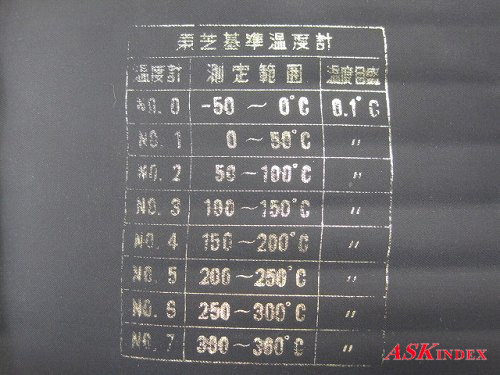 東芝基準温度計
温度計 測定範囲 温度目盛
NO. 0 -50 ～ 0°C 0.1°C
NO. 1 0 ～ 50°C 〃
NO. 2 50 ～ 100°C 〃
NO. 3 100 ～ 150°C 〃
NO. 4 150 ～ 200°C 〃
NO. 5 200 ～ 250°C 〃
NO. 6 250 ～ 300°C 〃
NO. 7 300 ～ 360°C 〃
ASKINDEX